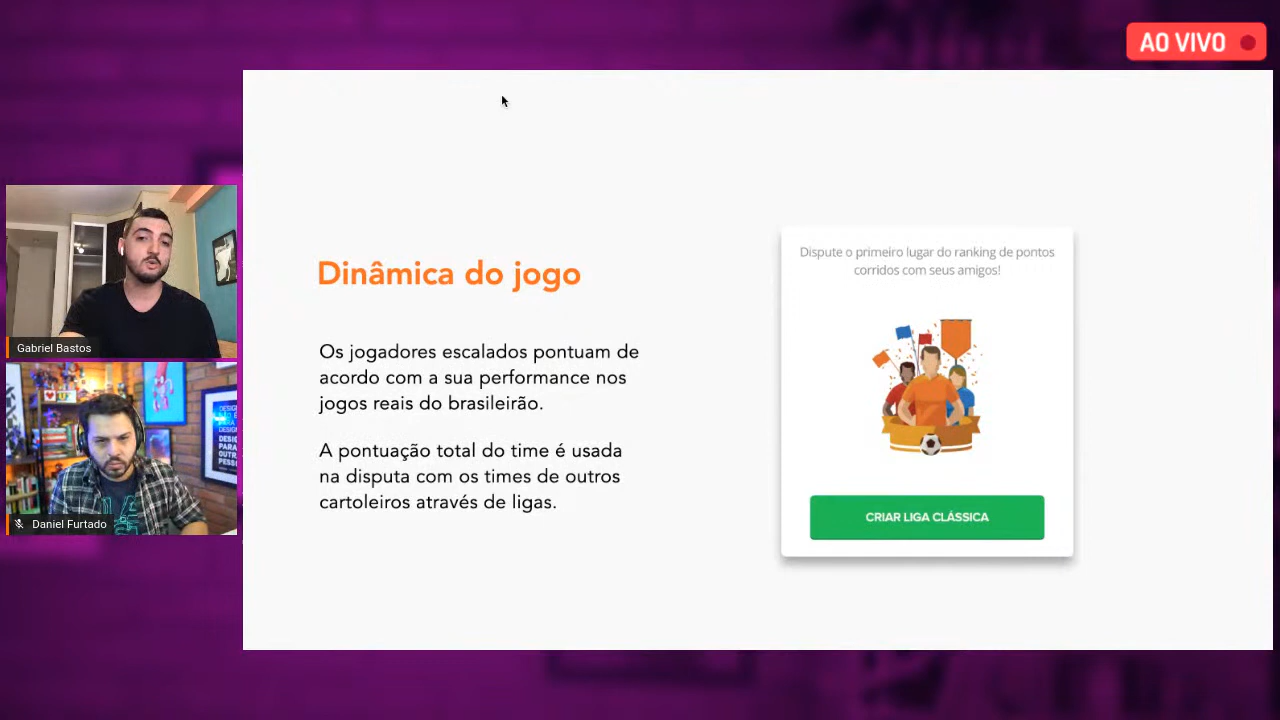 AO VIVO
Dinâmica do jogo
Os jogadores escalados pontuam de
acordo com a sua performance nos
jogos reais do brasileirão.
A pontuação total do time é usada
na disputa com os times de outros
cartoleiros através de ligas.
Dispute o primeiro lugar do ranking de pontos
corridos com seus amigos!
CRIAR LIGA CLÁSSICA
Gabriel Bastos
Daniel Furtado